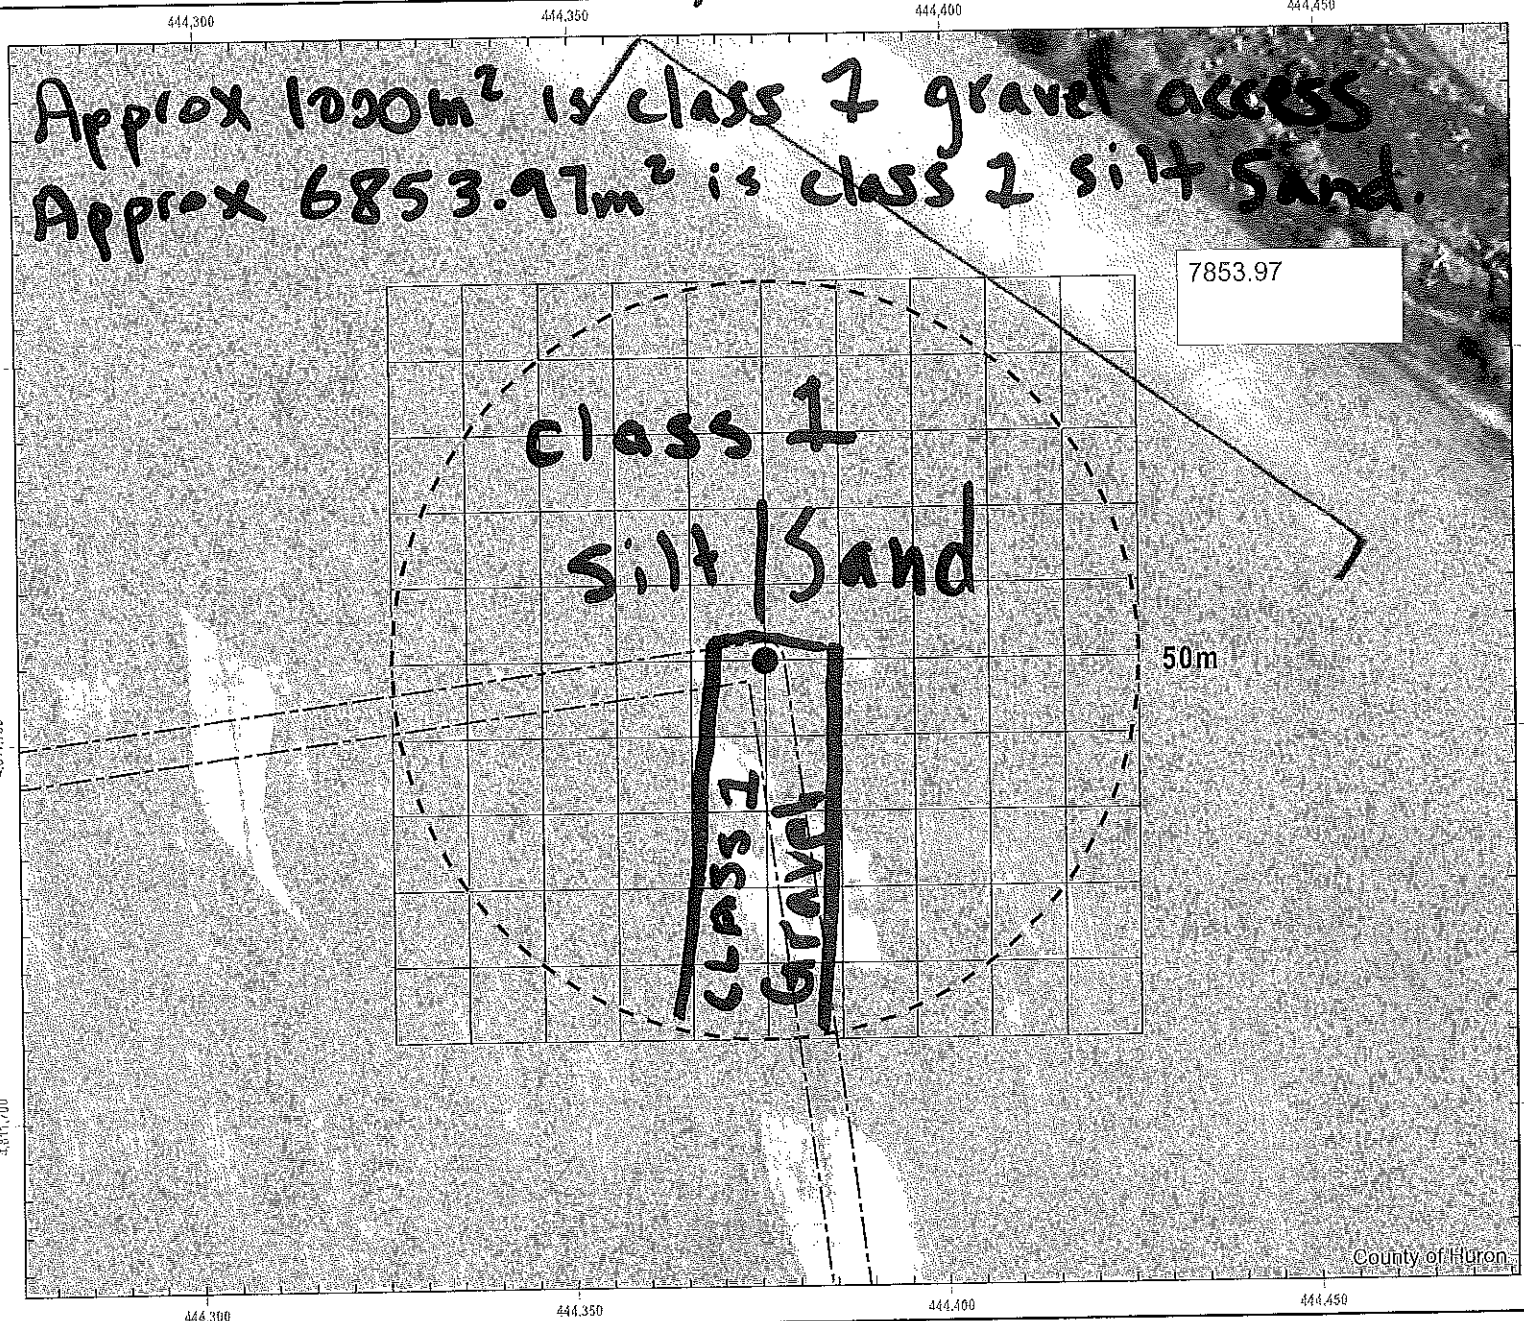 444,300 444,350 444,400 444,450
Approx 1000m² is class 1 gravel access
Approx 6853.97m² is class 1 silt Sand.
7853.97
class 1
silt/Sand
50m
CLASS 1
Gravel
County of Huron
444,300 444,350 444,400 444,450